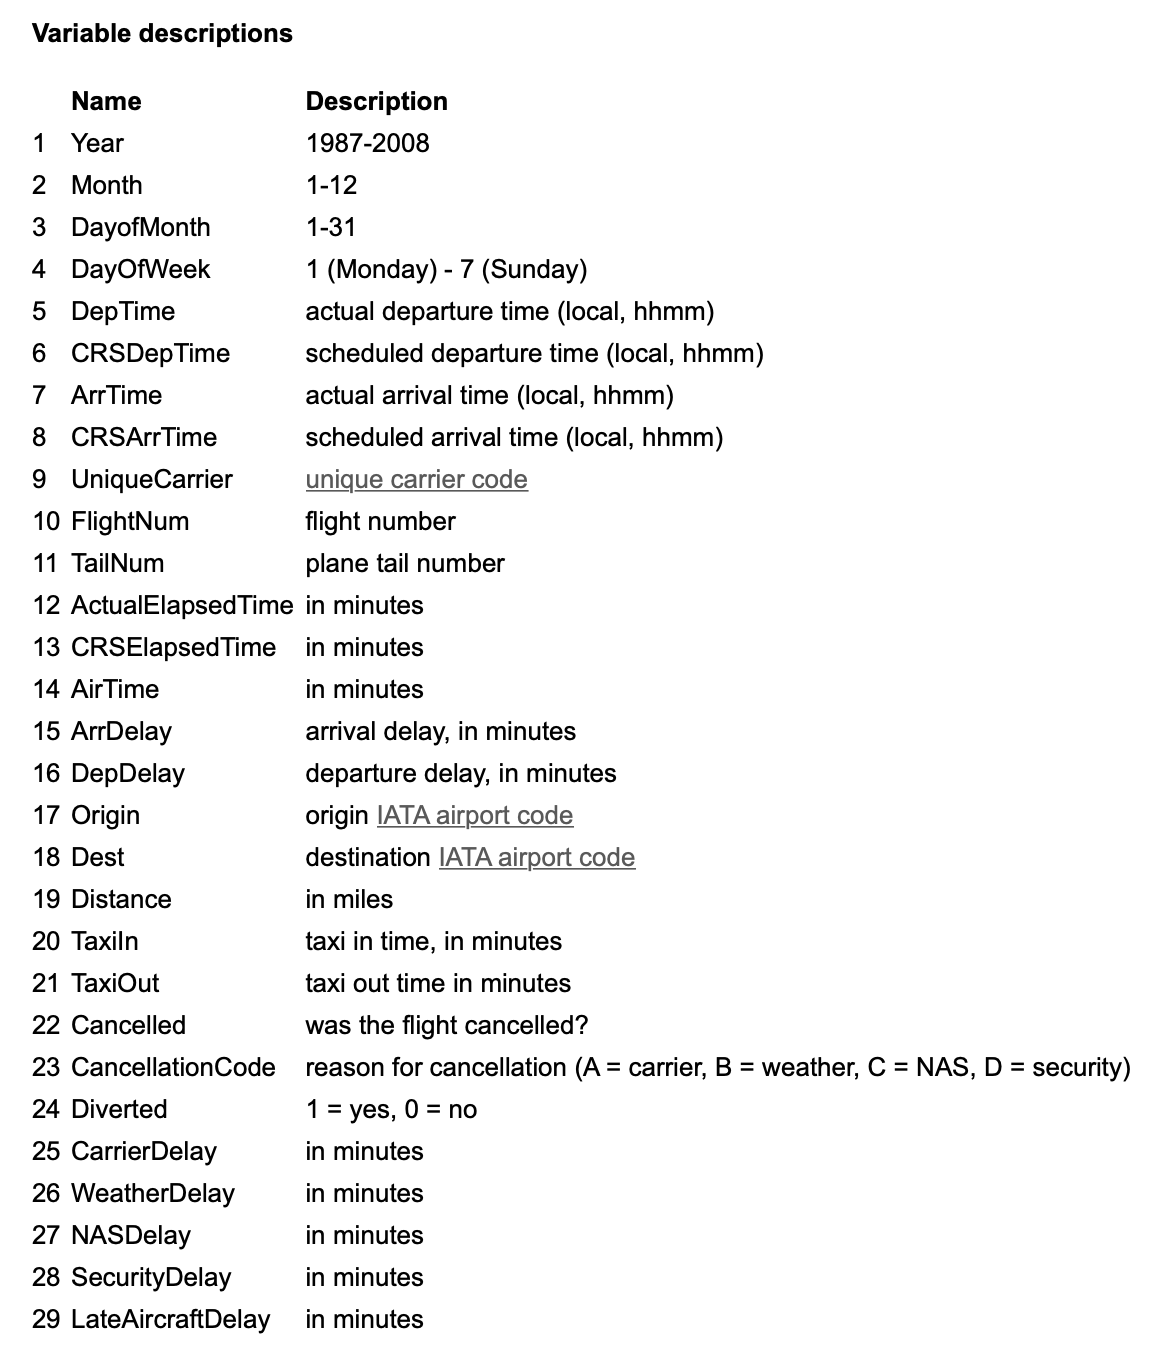 Variable descriptions
Name Description
1 Year 1987-2008
2 Month 1-12
3 DayofMonth 1-31
4 DayOfWeek 1 (Monday) - 7 (Sunday)
5 DepTime actual departure time (local, hhmm)
6 CRSDepTime scheduled departure time (local, hhmm)
7 ArrTime actual arrival time (local, hhmm)
8 CRSArrTime scheduled arrival time (local, hhmm)
9 UniqueCarrier unique carrier code
10 FlightNum flight number
11 TailNum plane tail number
12 ActualElapsedTime in minutes
13 CRSElapsedTime in minutes
14 AirTime in minutes
15 ArrDelay arrival delay, in minutes
16 DepDelay departure delay, in minutes
17 Origin origin IATA airport code
18 Dest destination IATA airport code
19 Distance in miles
20 TaxiIn taxi in time, in minutes
21 TaxiOut taxi out time in minutes
22 Cancelled was the flight cancelled?
23 CancellationCode reason for cancellation (A = carrier, B = weather, C = NAS, D = security)
24 Diverted 1 = yes, 0 = no
25 CarrierDelay in minutes
26 WeatherDelay in minutes
27 NASDelay in minutes
28 SecurityDelay in minutes
29 LateAircraftDelay in minutes